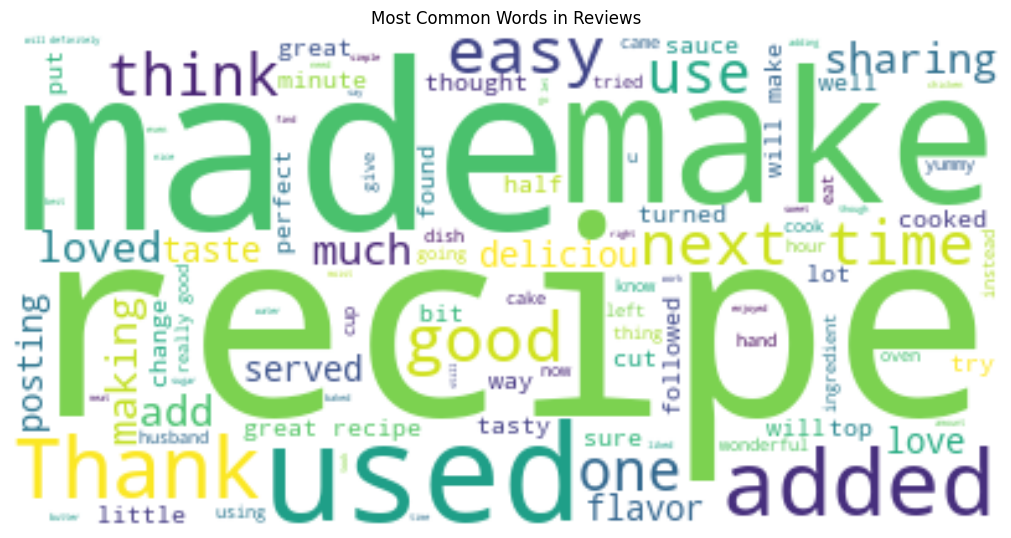 Most Common Words in Reviews
will definitely
put
think
simple
great
minute
need
say
easy
thought
came
tried
sauce
use
adding
will make
sharing
well
chicken
made
make
find
nice
perfect
give
found
half
u
eat
yummy
best
sweet
though
turned
cook
cooked
loved
taste
much
dish
going
deliciou
right
next time
hour
instead
recipe
posting
making
change
really good
moist
water
cup
cake
bit
good
know
work
lot
left
thing
enjoyed
hand
ingredient
oven
try
served
way
now
still
cut
followed
sugar
meal
add
baked
husband
great recipe
tasty
sure
liked
wonderful
will
top
amount
love
Thank
used
one
added
flavor
butter
little
using
time